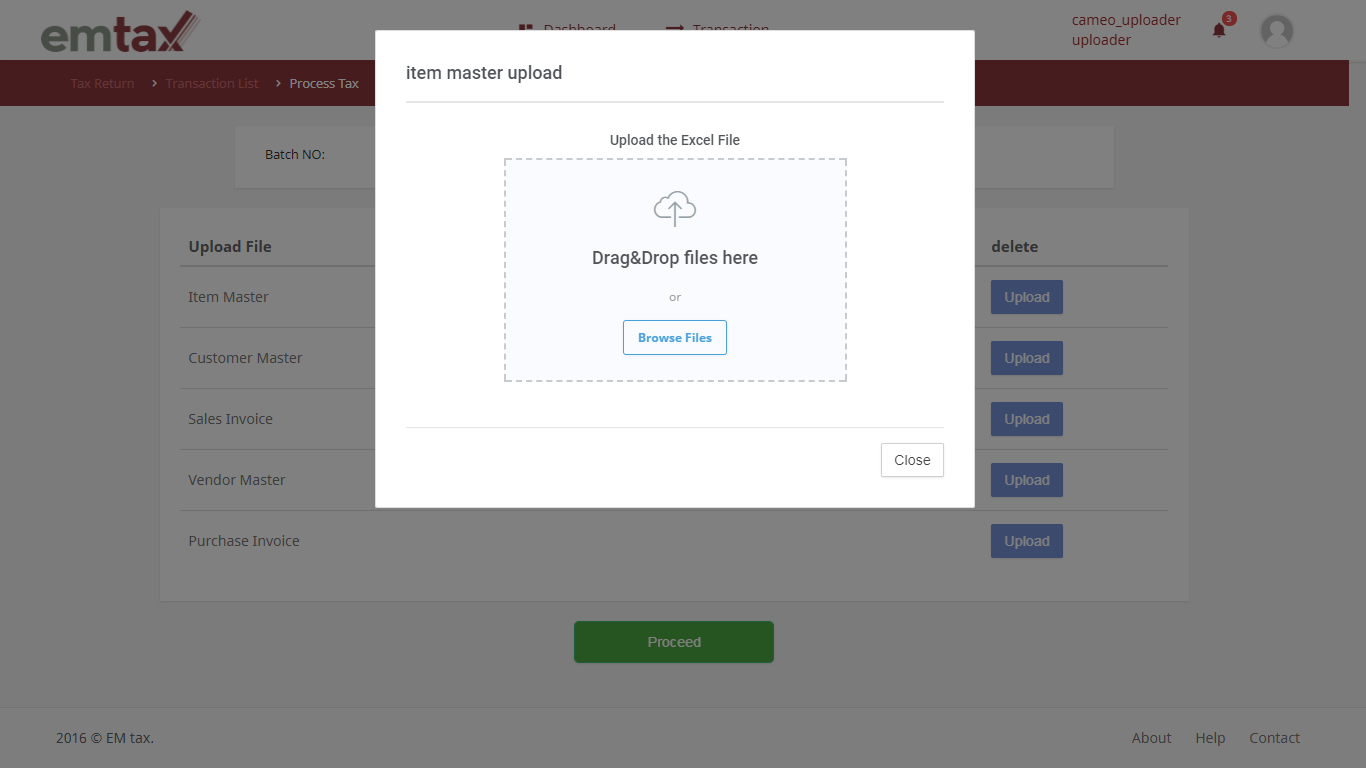 emtax
Dashboard
Transaction
cameo_uploader
uploader
3
Tax Return > Transaction List > Process Tax
item master upload
Upload the Excel File
Drag&Drop files here
or
Browse Files
Close
Batch NO:
Upload File
delete
Item Master
Upload
Customer Master
Upload
Sales Invoice
Upload
Vendor Master
Upload
Purchase Invoice
Upload
Proceed
2016 © EM tax.
About
Help
Contact